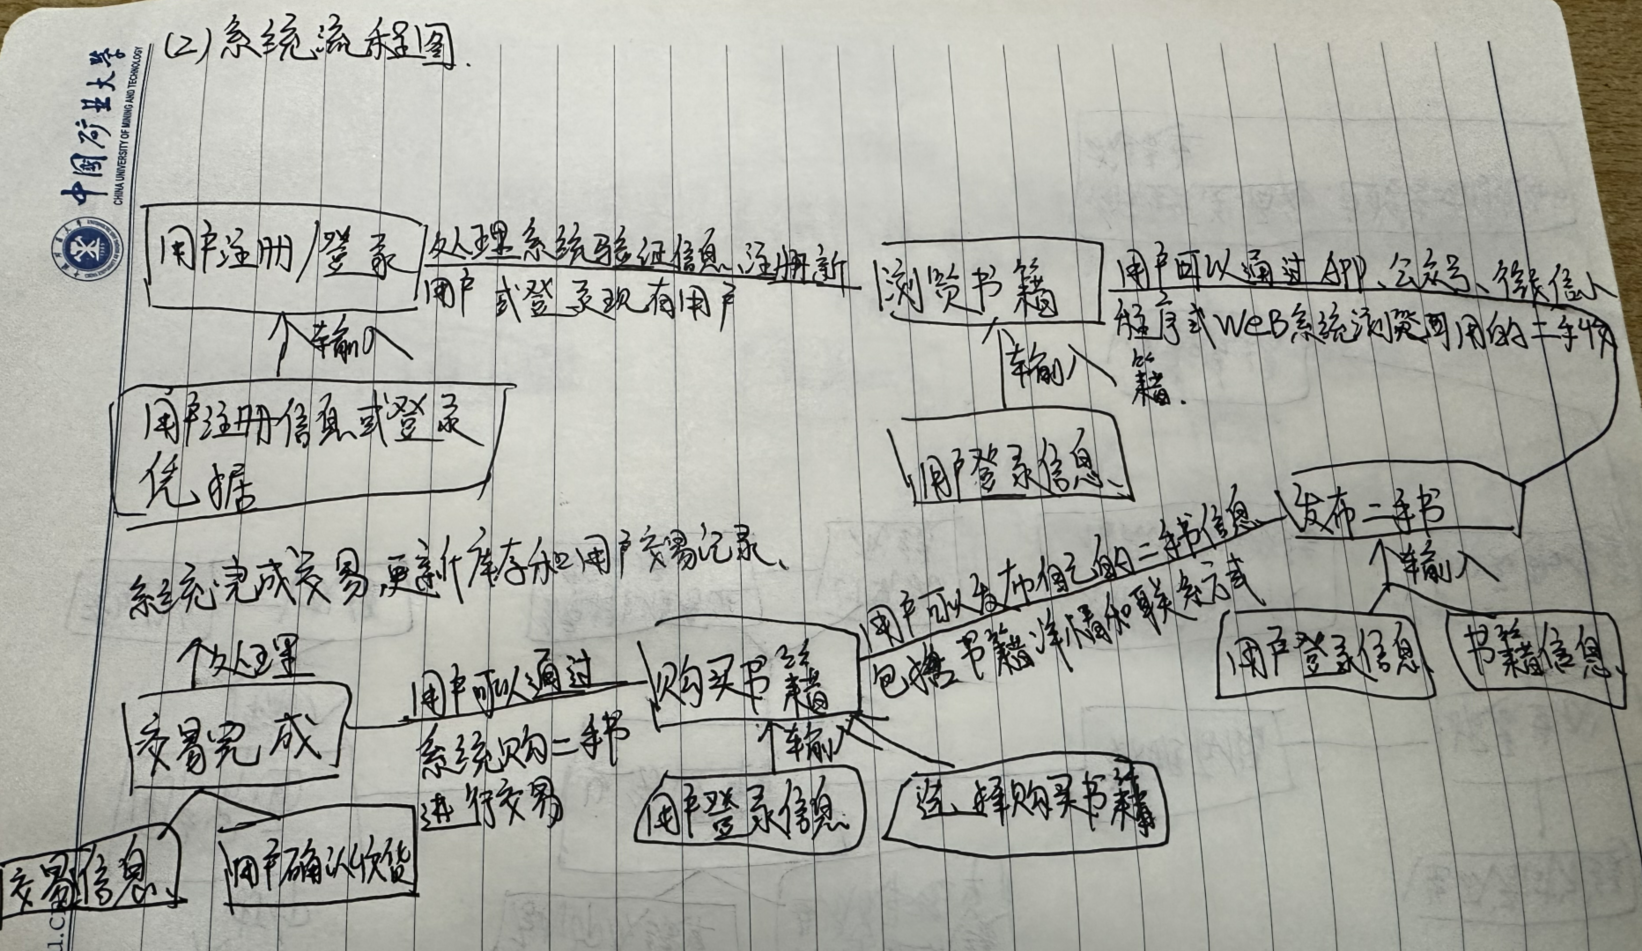 (2)系统流程图.
中国矿业大学
CHINA UNIVERSITY OF MINING AND TECHNOLOGY
用户注册/登录
处理系统验证信息、注册新
用户 或登录现有用户
浏览书籍
用户可以通过APP、公众号、微信小
程序或WeB系统浏览可用的二手书
籍.
输入
输入
用户注册信息或登录
凭据
用户登录信息、
发布二手书
输入
用户登录信息、
书籍信息、
用户可以发布自己的二手书信息
包括书籍详情和联系方式
购买书籍
输入
用户登录信息、
选择购买书籍
用户可以通过
系统购二手书
进行交易
系统完成交易,更新库存和用户交易记录、
处理
交易完成
交易信息、
用户确认收货
u.c